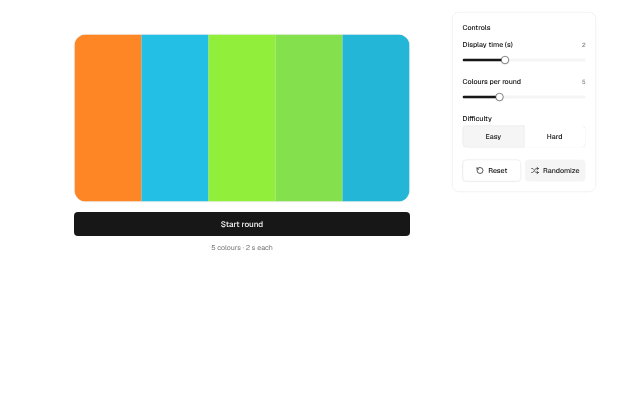 Controls
Display time (s) 2
Colours per round 5
Difficulty
Easy Hard
Reset Randomize
Start round
5 colours · 2 s each